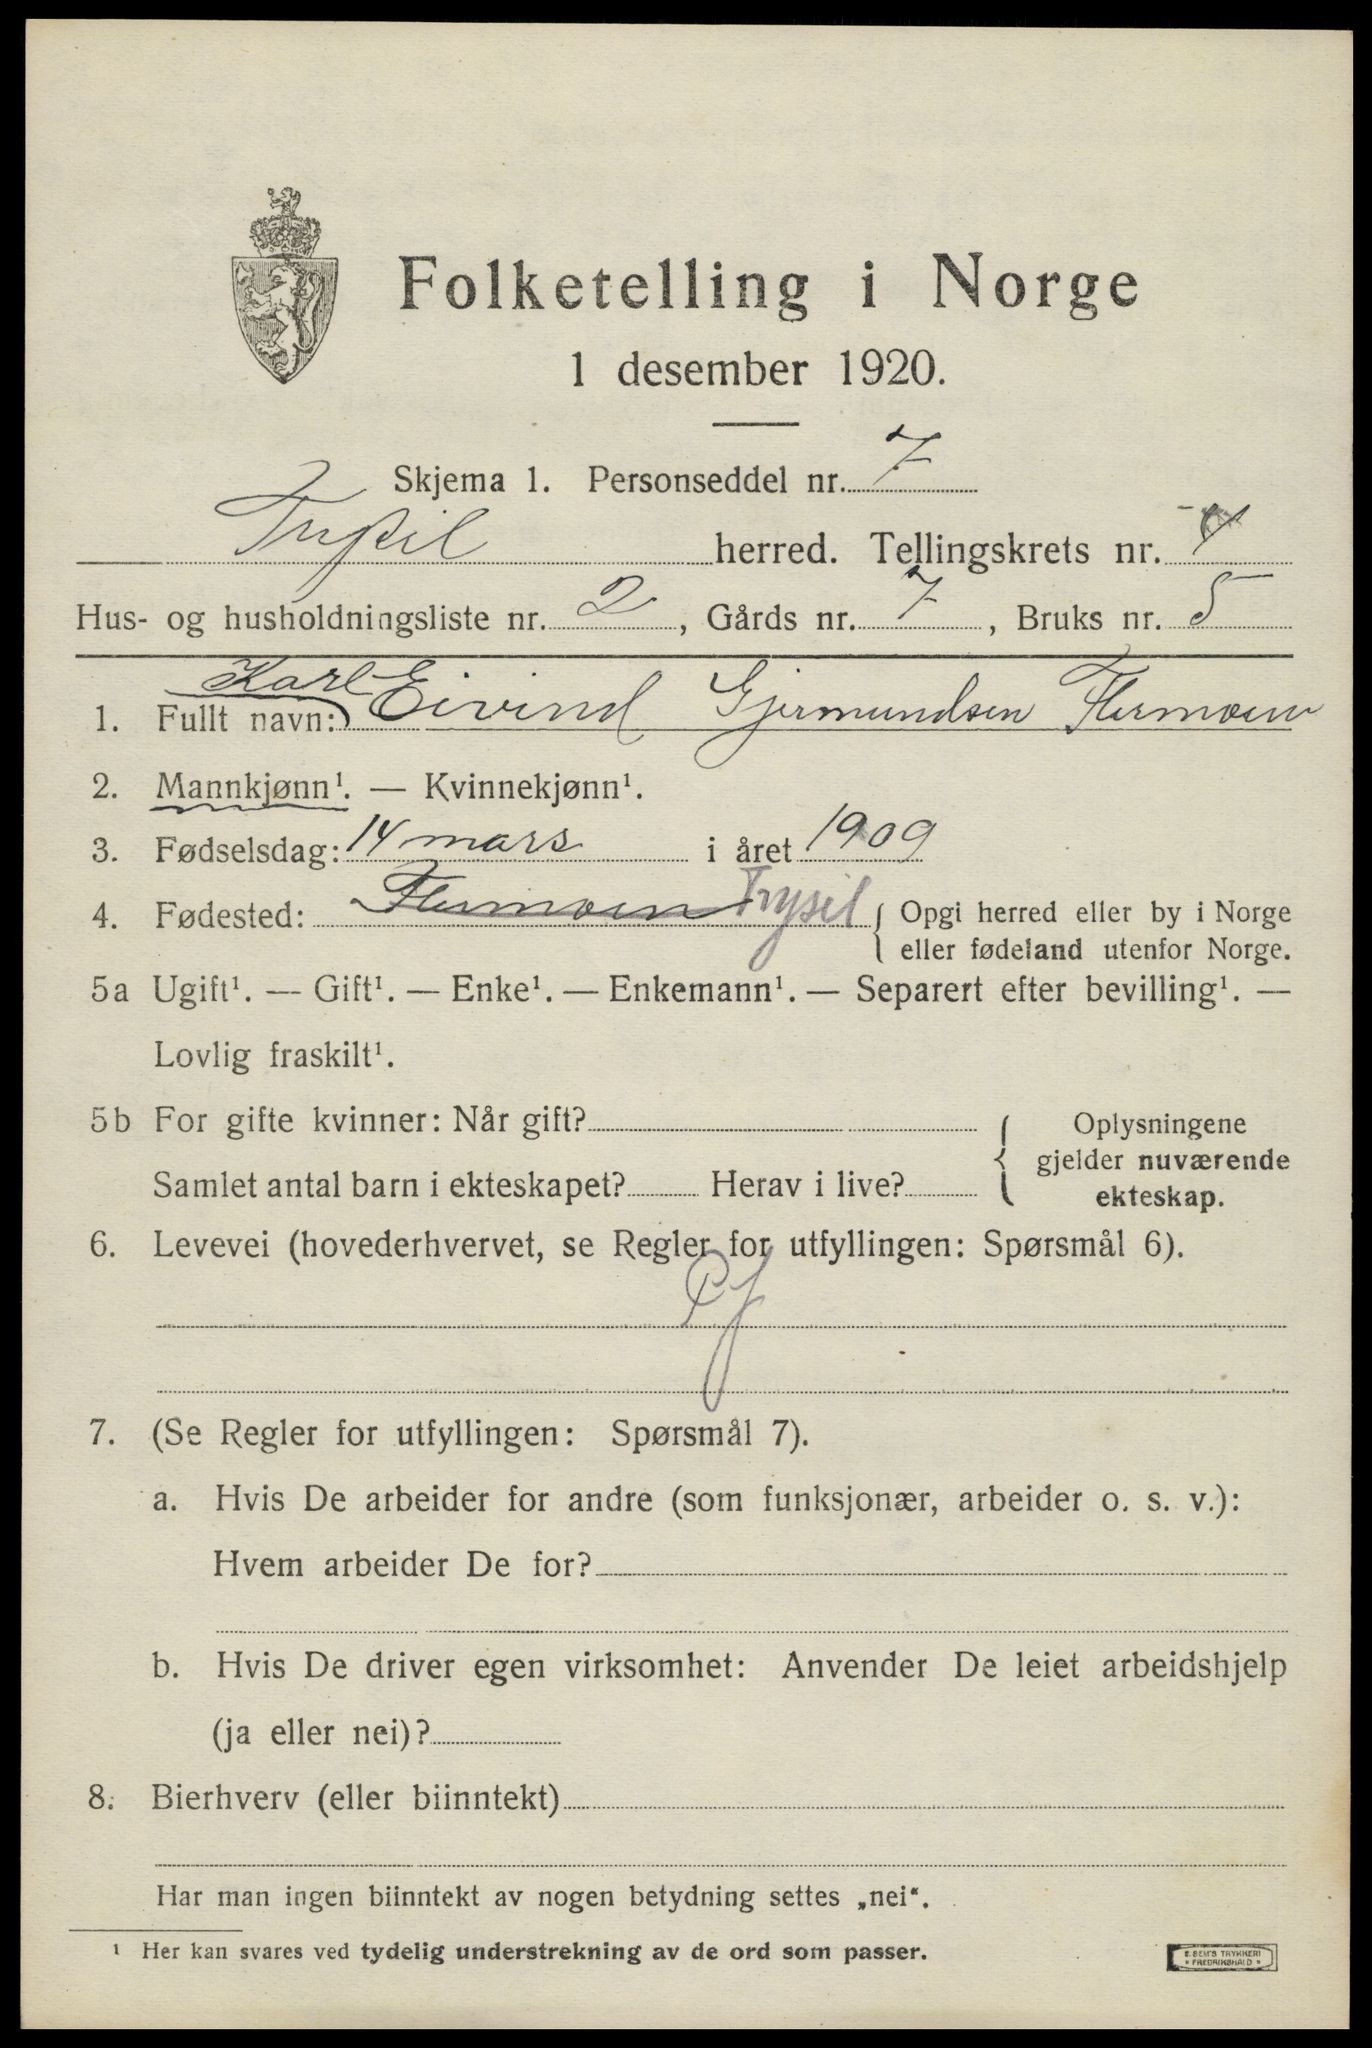 Folketelling i Norge
1 desember 1920.
Skjema 1. Personseddel nr. 7
Trysil herred. Tellingskrets nr. 4
Hus- og husholdningsliste nr. 2, Gårds nr. 7, Bruks nr. 5
1. Fullt navn: Karl Eivind Gjermundsen Flermoen
2. Mannkjønn¹. — Kvinnekjønn¹.
3. Fødselsdag: 14 mars i året 1909
4. Fødested: Flermoen Trysil { Opgi herred eller by i Norge
eller fødeland utenfor Norge.
5a Ugift¹. — Gift¹. — Enke¹. — Enkemann¹. — Separert efter bevilling¹. —
Lovlig fraskilt¹.
5b For gifte kvinner: Når gift? { Oplysningene
gjelder nuværende
Samlet antal barn i ekteskapet? Herav i live? ekteskap.
6. Levevei (hovederhvervet, se Regler for utfyllingen: Spørsmål 6).
7. (Se Regler for utfyllingen: Spørsmål 7).
a. Hvis De arbeider for andre (som funksjonær, arbeider o. s. v.):
Hvem arbeider De for?
b. Hvis De driver egen virksomhet: Anvender De leiet arbeidshjelp
(ja eller nei)?
8. Bierhverv (eller biinntekt)
Har man ingen biinntekt av nogen betydning settes „nei“.
¹ Her kan svares ved tydelig understrekning av de ord som passer.
E. SEM'S TRYKKERI
FREDRIKSHALD